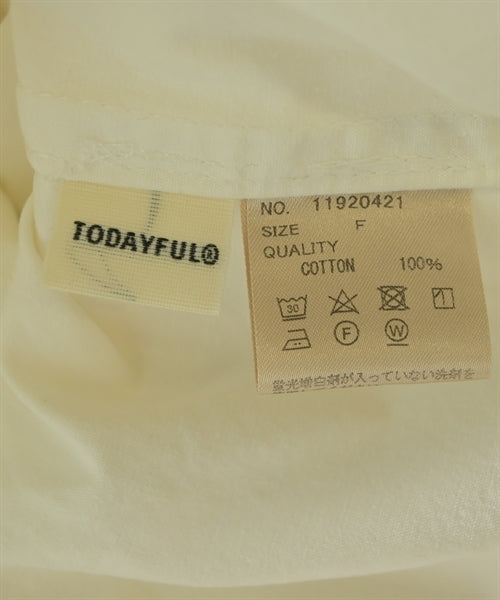 TODAYFUL®
NO. 11920421
SIZE F
QUALITY
COTTON 100%
30
F W
蛍光増白剤が入っていない洗剤を